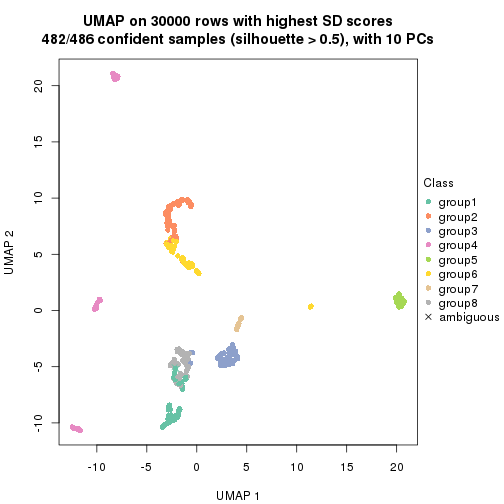 UMAP on 30000 rows with highest SD scores
482/486 confident samples (silhouette > 0.5), with 10 PCs
20
15
10
5
0
-5
-10
UMAP 2
-10
-5
0
5
10
15
20
UMAP 1
Class
group1
group2
group3
group4
group5
group6
group7
group8
ambiguous